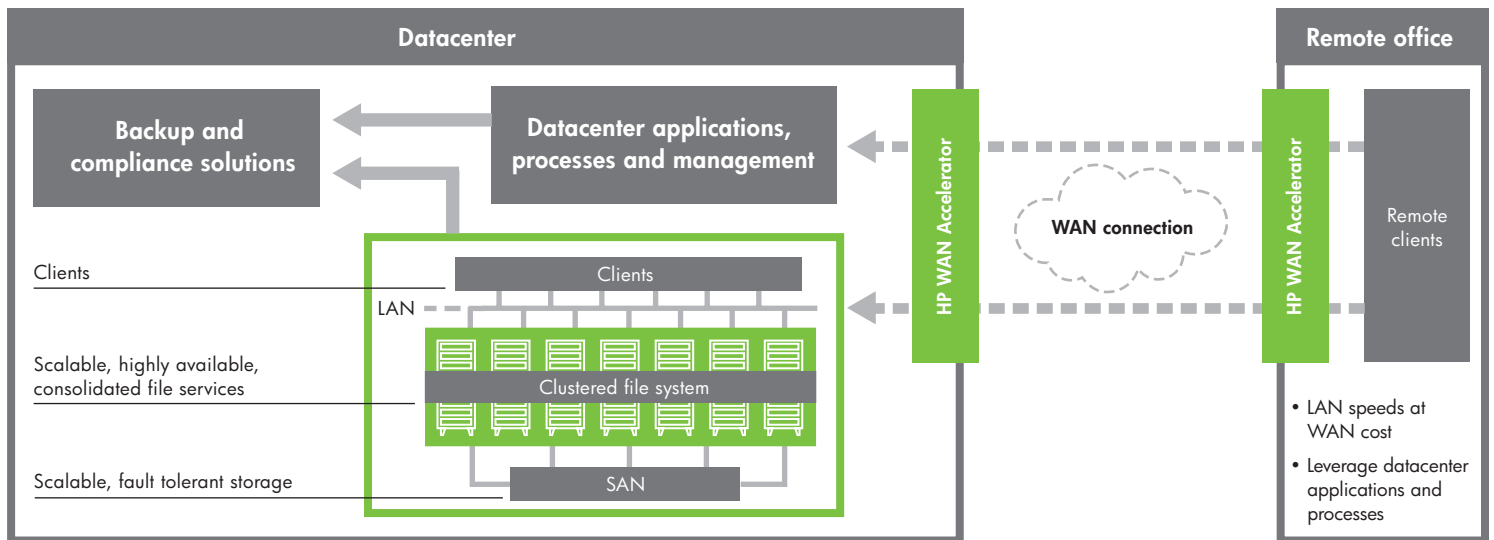 Datacenter
Remote office
Backup and
compliance solutions
Datacenter applications,
processes and management
HP WAN Accelerator
WAN connection
HP WAN Accelerator
Remote
clients
Clients
Clients
LAN
Scalable, highly available,
consolidated file services
Clustered file system
Scalable, fault tolerant storage
SAN
• LAN speeds at
WAN cost
• Leverage datacenter
applications and
processes